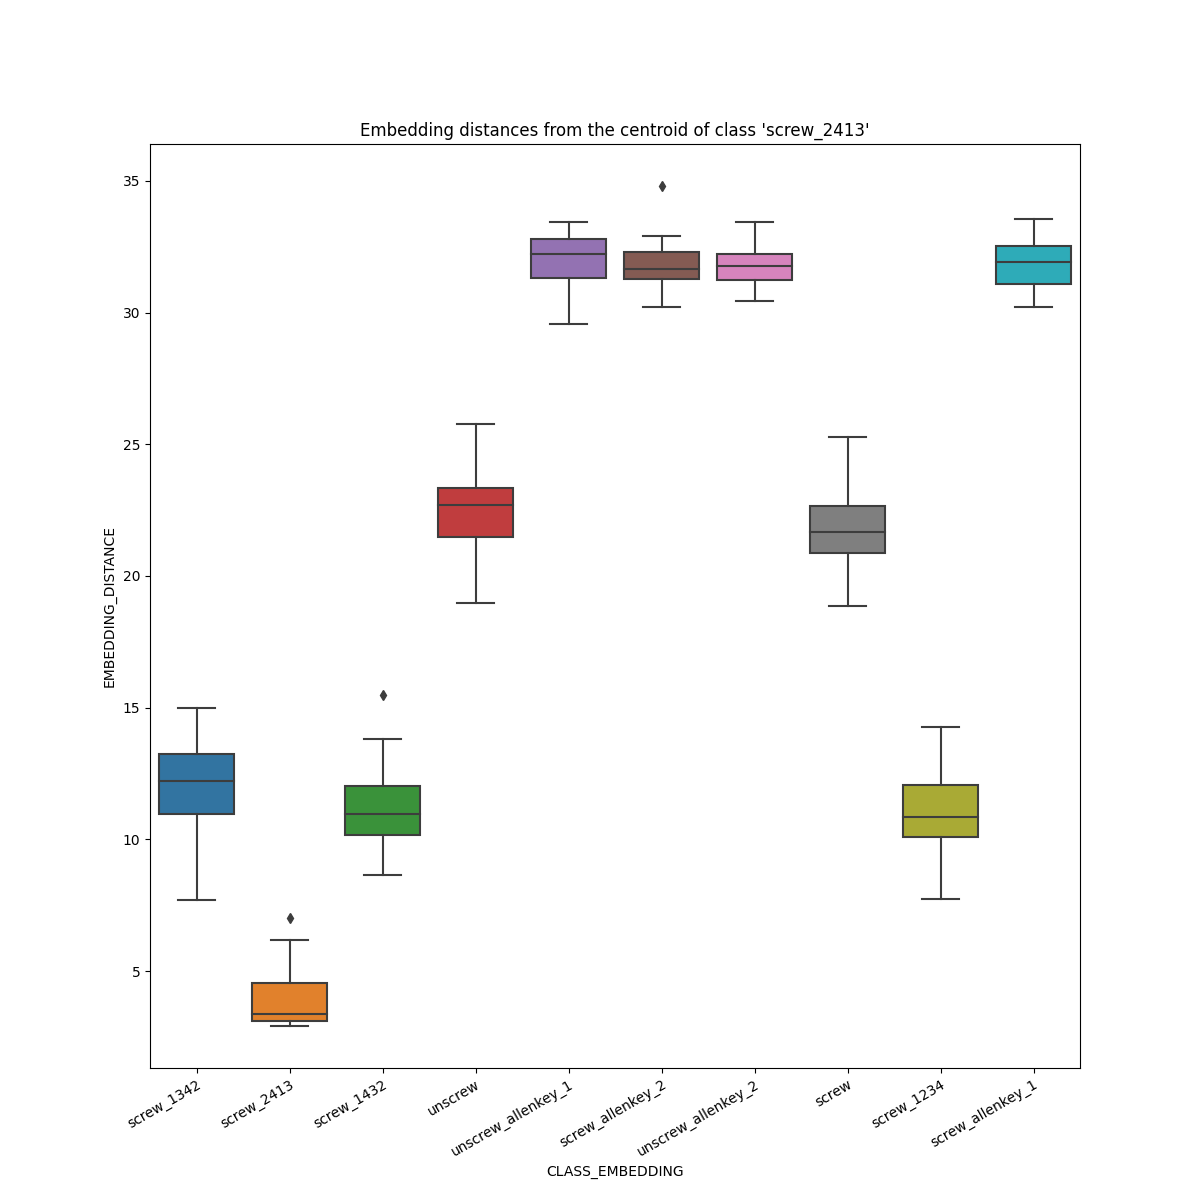 Embedding distances from the centroid of class 'screw_2413'
35
30
25
20
15
10
5
EMBEDDING_DISTANCE
screw_1342
screw_2413
screw_1432
unscrew
unscrew_allenkey_1
screw_allenkey_2
unscrew_allenkey_2
screw
screw_1234
screw_allenkey_1
CLASS_EMBEDDING